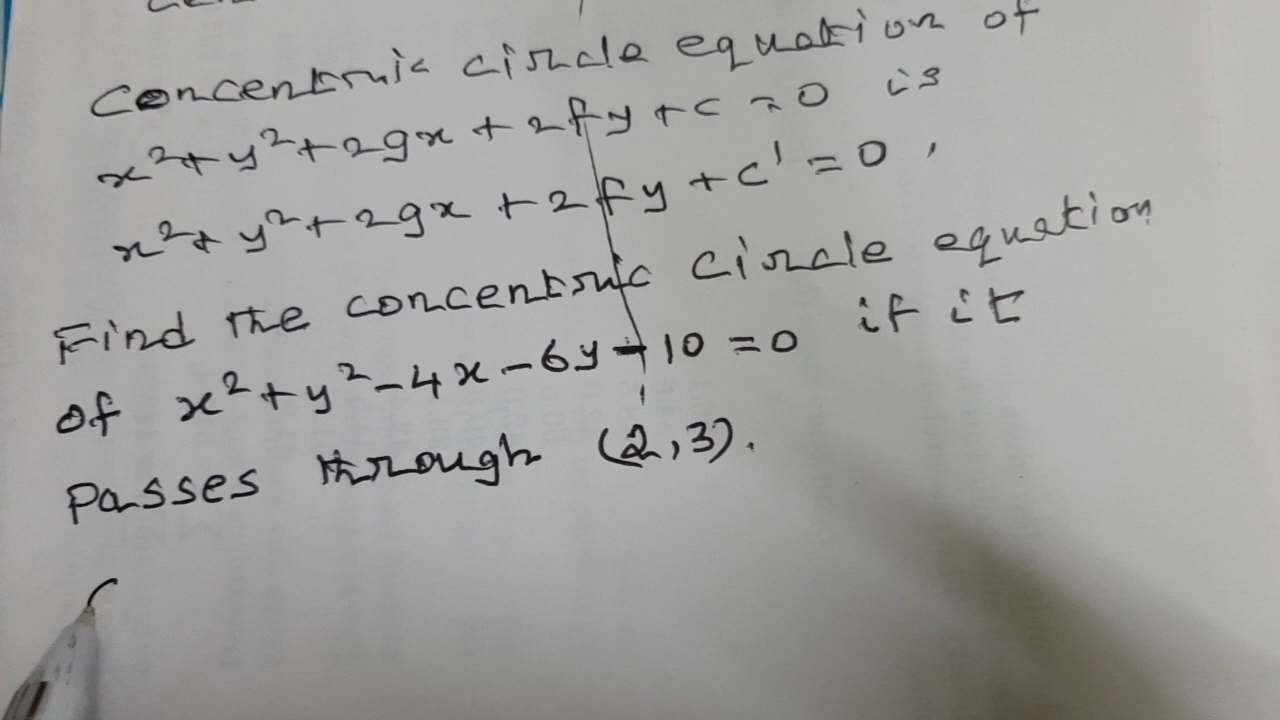 Concentric circle equation of
x²+y²+2gx+2fy+c=0 is
x²+y²+2gx+2fy+c'=0,
Find the concentric circle equation
of x²+y²-4x-6y-10=0 if it
passes through (2,3).